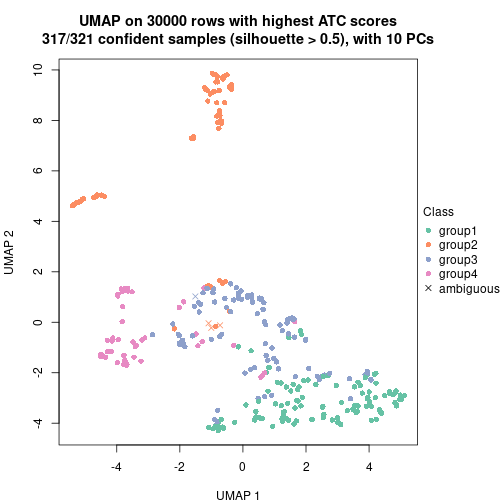 UMAP on 30000 rows with highest ATC scores
317/321 confident samples (silhouette > 0.5), with 10 PCs
10
8
6
4
2
0
-2
-4
UMAP 2
-4
-2
0
2
4
UMAP 1
Class
group1
group2
group3
group4
ambiguous